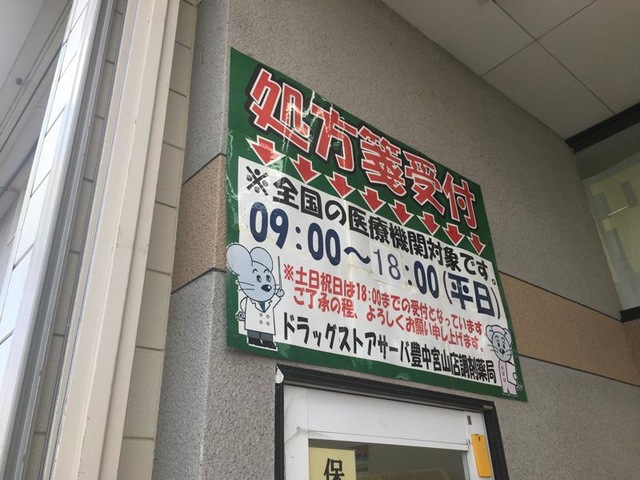 処方箋受付
※全国の医療機関対象です。
09:00～18:00(平日)
※土日祝日は18:00までの受付となっています
ご了承の程、よろしくお願い申し上げます。
ドラッグストアサーバ豊中宮山店調剤薬局
保